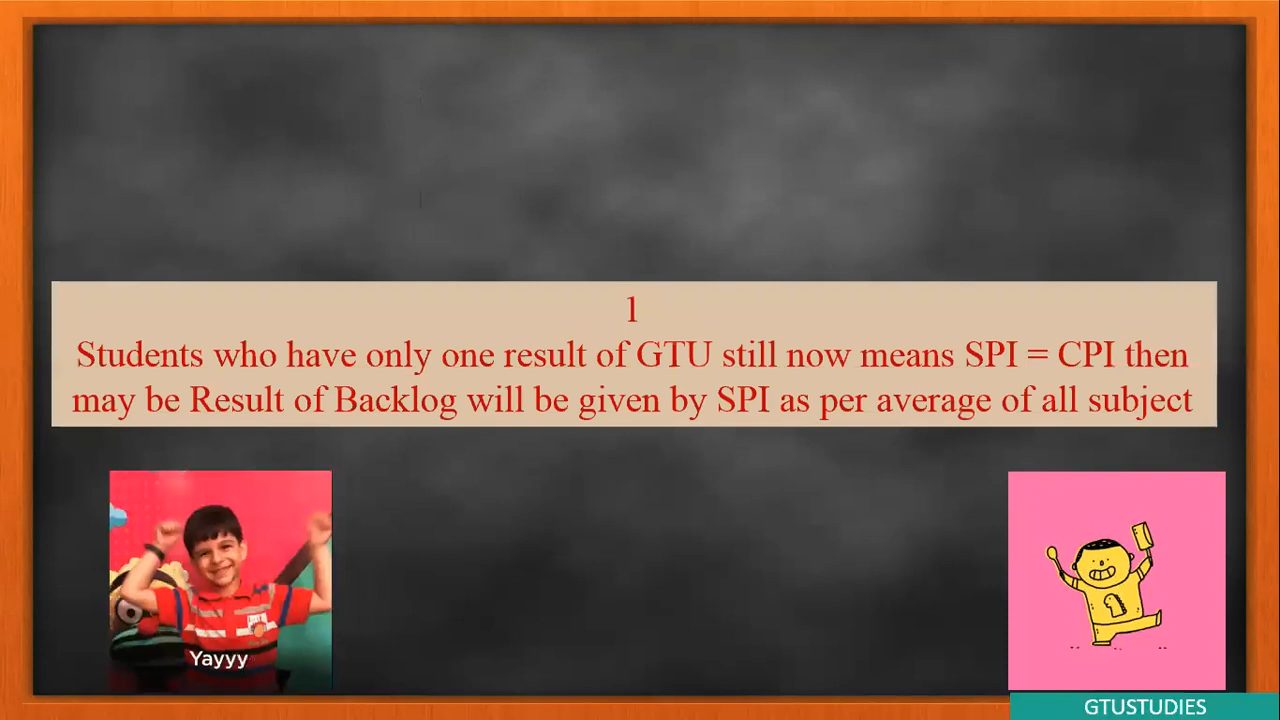 1
Students who have only one result of GTU still now means SPI = CPI then
may be Result of Backlog will be given by SPI as per average of all subject
Yayyy
GTUSTUDIES